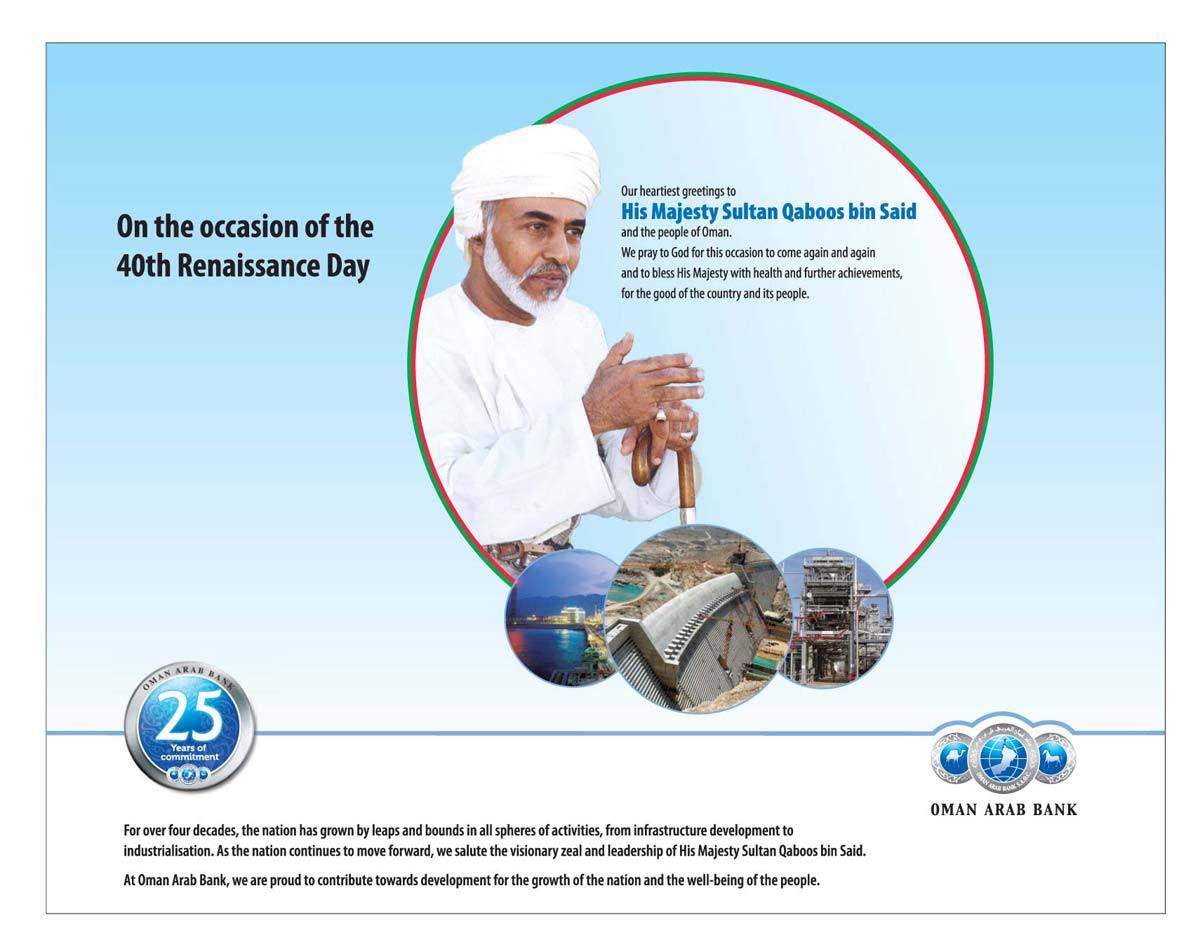 On the occasion of the
40th Renaissance Day
Our heartiest greetings to
His Majesty Sultan Qaboos bin Said
and the people of Oman.
We pray to God for this occasion to come again and again
and to bless His Majesty with health and further achievements,
for the good of the country and its people.
OMAN ARAB BANK
25
Years of
commitment
OMAN ARAB BANK S.A.O.C.
OMAN ARAB BANK
For over four decades, the nation has grown by leaps and bounds in all spheres of activities, from infrastructure development to
industrialisation. As the nation continues to move forward, we salute the visionary zeal and leadership of His Majesty Sultan Qaboos bin Said.
At Oman Arab Bank, we are proud to contribute towards development for the growth of the nation and the well-being of the people.